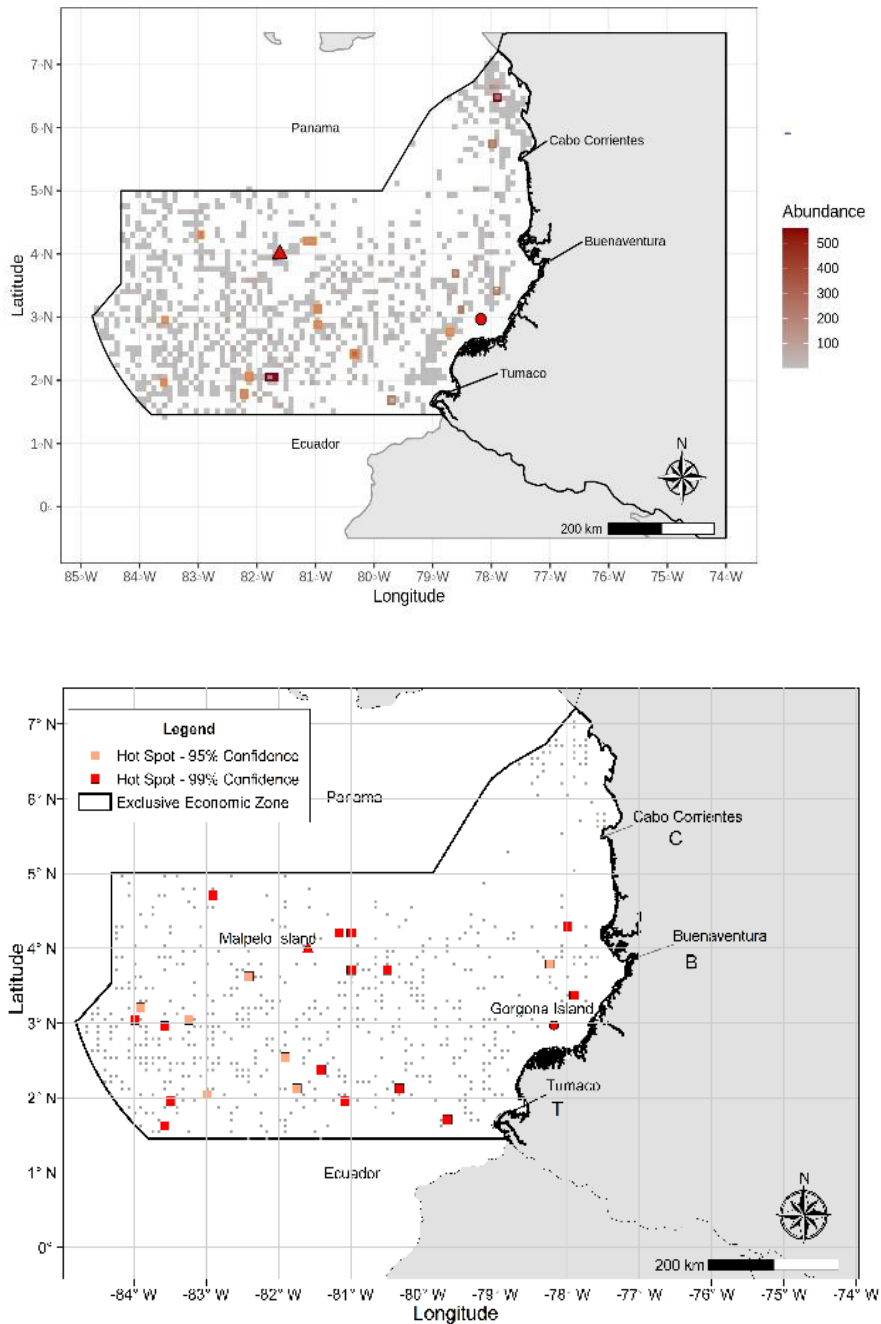 7◦N
Panama
6◦N
Cabo Corrientes
5◦N
Abundance
Buenaventura
500
4◦N
400
300
3◦N
200
100
Latitude
2◦N
Tumaco
1◦N
Ecuador
N
0◦
200 km
85◦W 84◦W 83◦W 82◦W 81◦W 80◦W 79◦W 78◦W 77◦W 76◦W 75◦W 74◦W
Longitude
7° N
Legend
Hot Spot - 95% Confidence
Hot Spot - 99% Confidence
Exclusive Economic Zone
6° N
Panama
Cabo Corrientes
C
5° N
4° N
Malpelo Island
Buenaventura
B
Latitude
Gorgona Island
3° N
2° N
Tumaco
T
1° N
Ecuador
N
0°
200 km
-84° W -83° W -82° W -81° W -80° W -79° W -78° W -77° W -76° W -75° W -74° W
Longitude